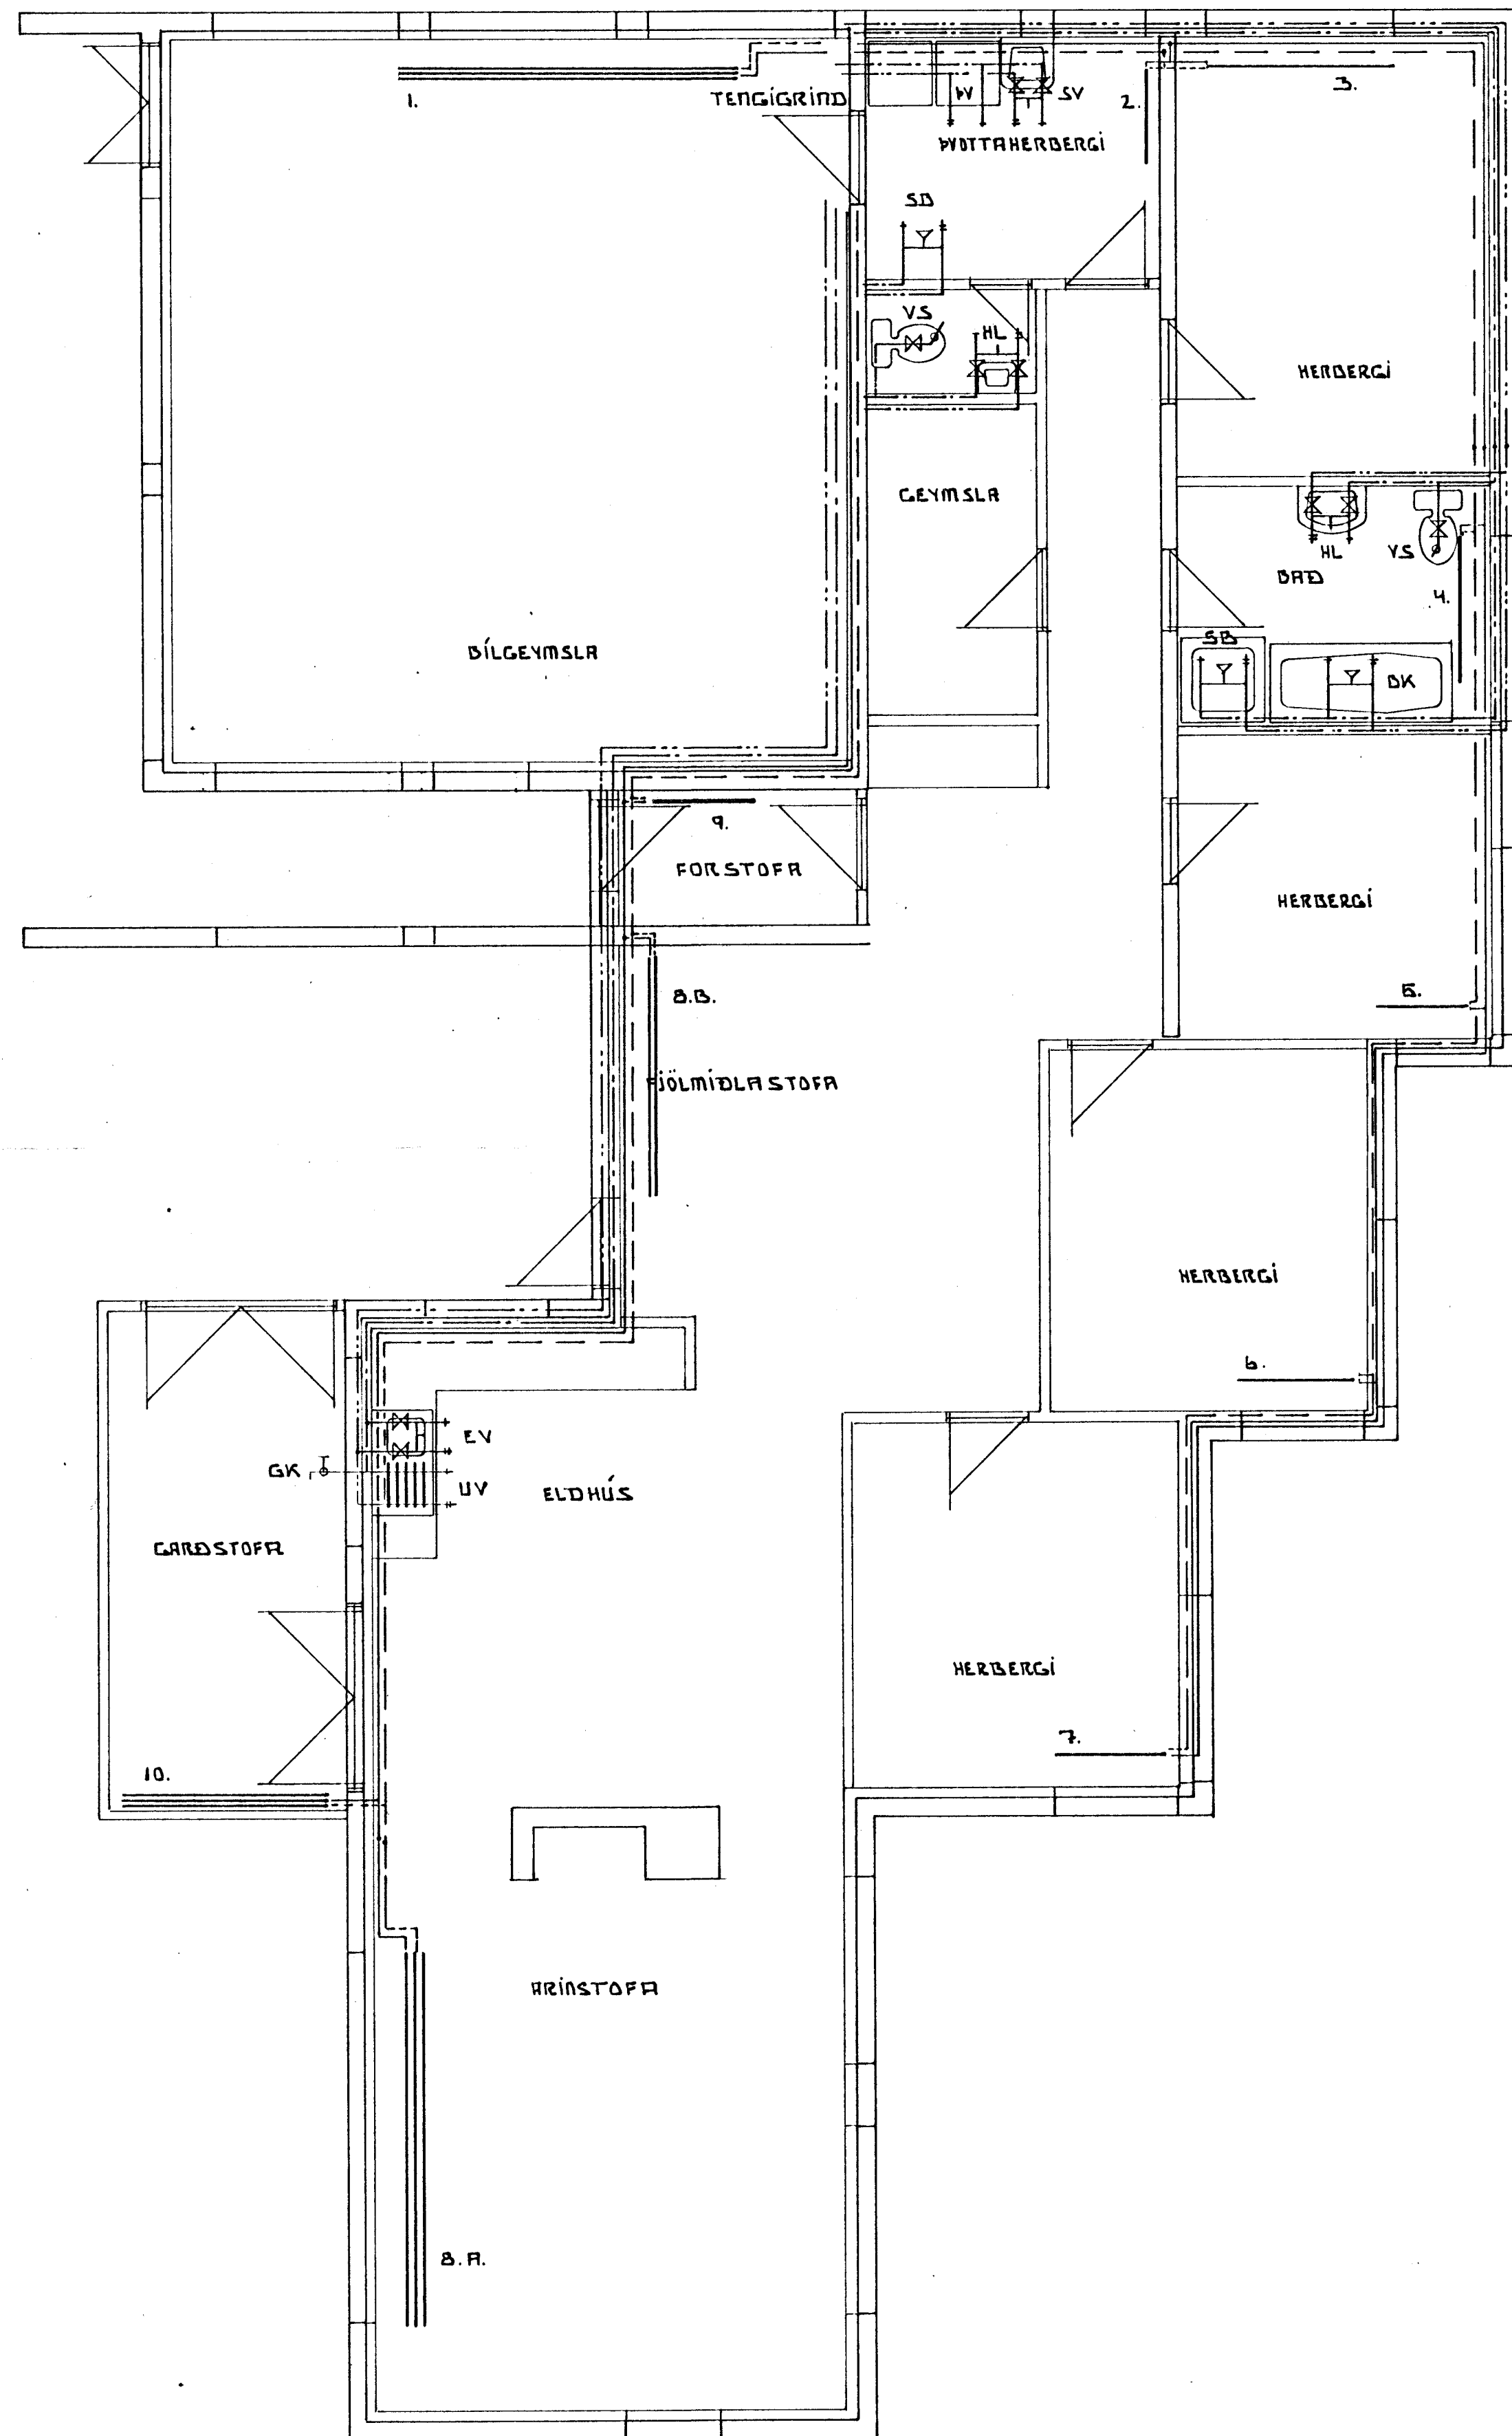 1.
TENGIGRIND
ÞV
SV
2.
3.
ÞVOTTAHERBERGI
SB
VS
HL
HERBERGI
GEYMSLA
HL
VS
BAÐ
4.
SB
BK
BÍLGEYMSLA
9.
FORSTOFA
HERBERGI
8.B.
5.
FJÖLMIÐLASTOFA
HERBERGI
6.
EV
GK
UV
ELDHÚS
GARÐSTOFA
HERBERGI
7.
10.
ARINSTOFA
8.A.